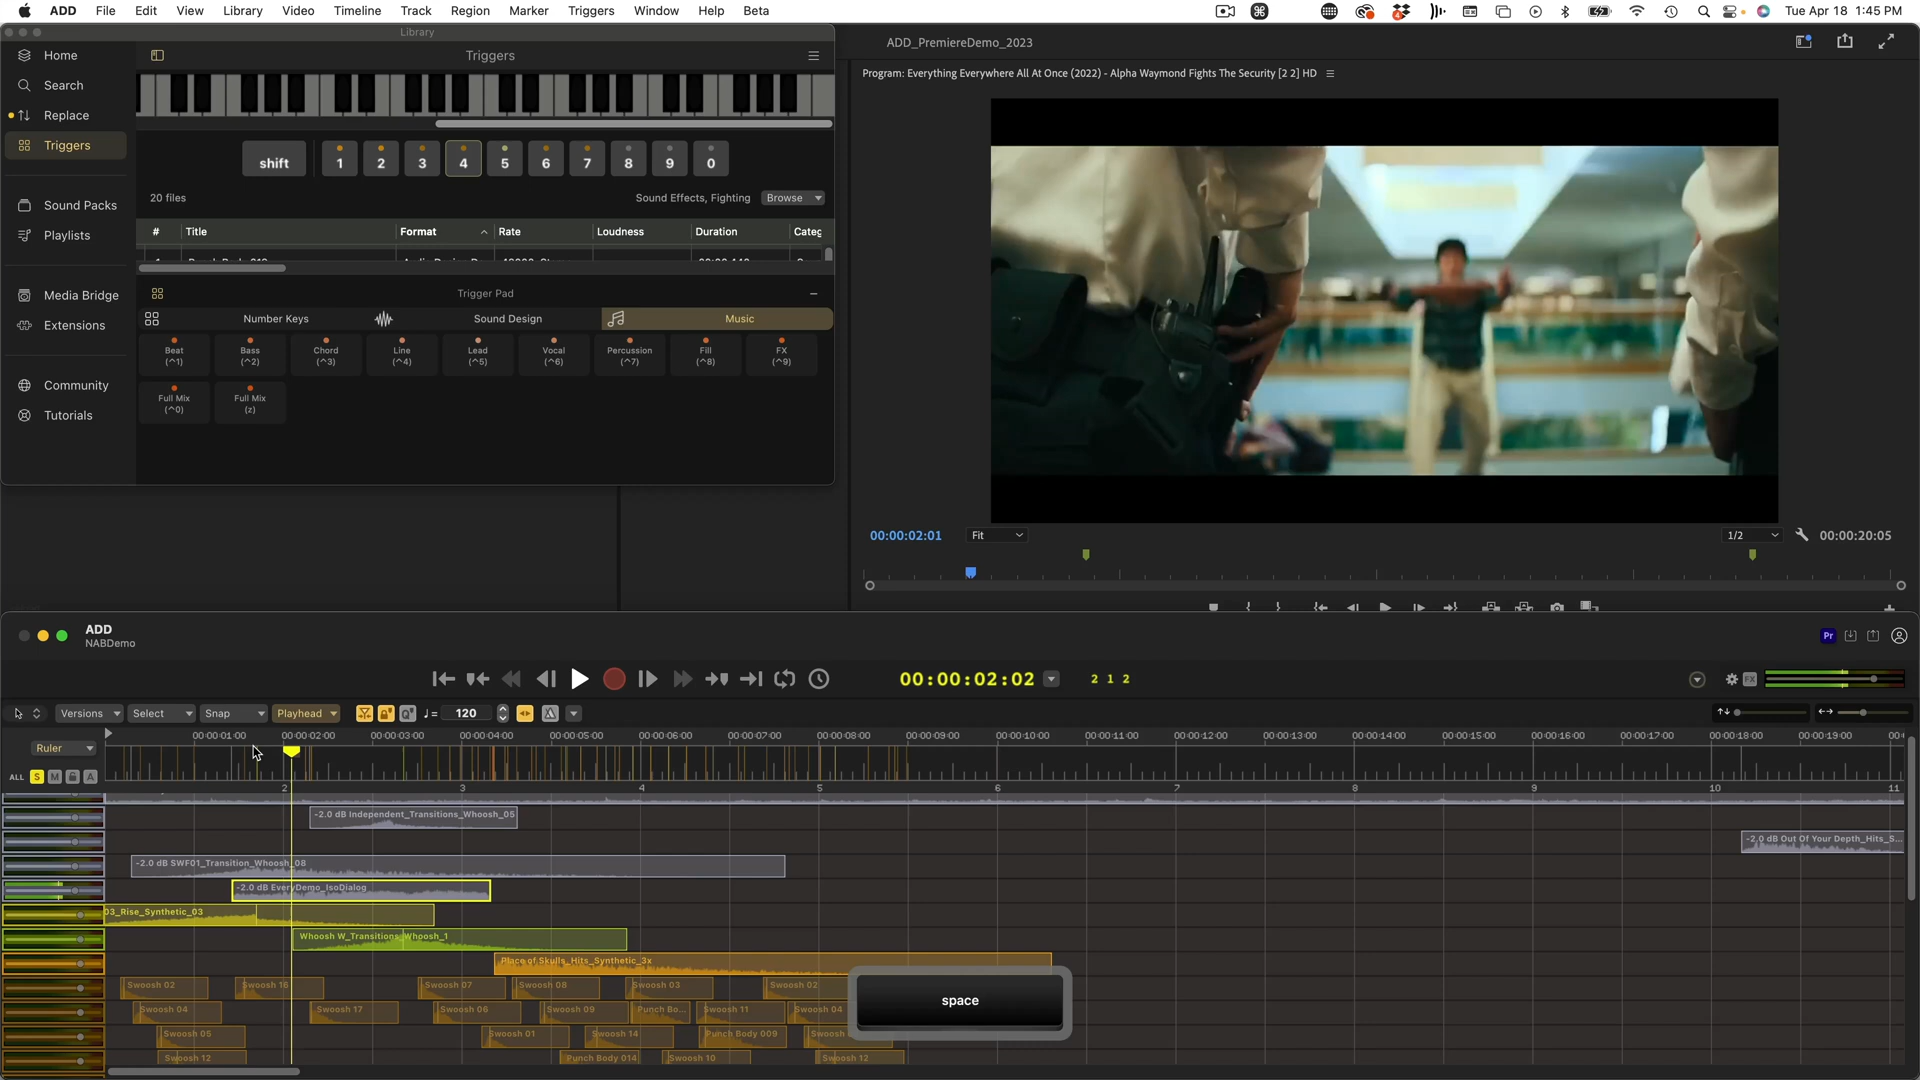 ADD File Edit View Library Video Timeline Track Region Marker Triggers Window Help Beta
Tue Apr 18 1:45 PM
Library
Home
Search
Replace
Triggers
Sound Packs
Playlists
Media Bridge
Extensions
Community
Tutorials
Triggers
shift 1 2 3 4 5 6 7 8 9 0
20 files
Sound Effects, Fighting Browse
# Title Format Rate Loudness Duration
Trigger Pad
Number Keys Sound Design Music
Beat (^1)
Bass (^2)
Chord (^3)
Line (^4)
Lead (^5)
Vocal (^6)
Percussion (^7)
Fill (^8)
FX (^9)
Full Mix (^0)
Full Mix (z)
ADD_PremiereDemo_2023
Program: Everything Everywhere All At Once (2022) - Alpha Waymond Fights The Security [2 2] HD
00:00:02:01 Fit 1/2 00:00:20:05
ADD
NABDemo
Pr
00:00:02:02 2 1 2
FX
Versions Select Snap Playhead 120
Ruler
00:00:01:00 00:00:02:00 00:00:03:00 00:00:04:00 00:00:05:00 00:00:06:00 00:00:07:00 00:00:08:00 00:00:09:00 00:00:10:00 00:00:11:00 00:00:12:00 00:00:13:00 00:00:14:00 00:00:15:00 00:00:16:00 00:00:17:00 00:00:18:00 00:00:19:00
ALL S M A
2 3 4 5 6 7 8 9 10 11
-2.0 dB Independent_Transitions_Whoosh_05
-2.0 dB Out Of Your Depth_Hits_S...
-2.0 dB SWF01_Transition_Whoosh_08
-2.0 dB EveryDemo_IsoDialog
03_Rise_Synthetic_03
Whoosh W_Transitions_Whoosh_1
Place of Skulls_Hits_Synthetic_3x
Swoosh 02 Swoosh 16 Swoosh 07 Swoosh 08 Swoosh 03 Swoosh 02
Swoosh 04 Swoosh 17 Swoosh 06 Swoosh 09 Punch Bo... Swoosh 11 Swoosh 04
Swoosh 05 Swoosh 01 Swoosh 14 Punch Body 009 Swoosh
Swoosh 12 Punch Body 014 Swoosh 10 Swoosh 12
space